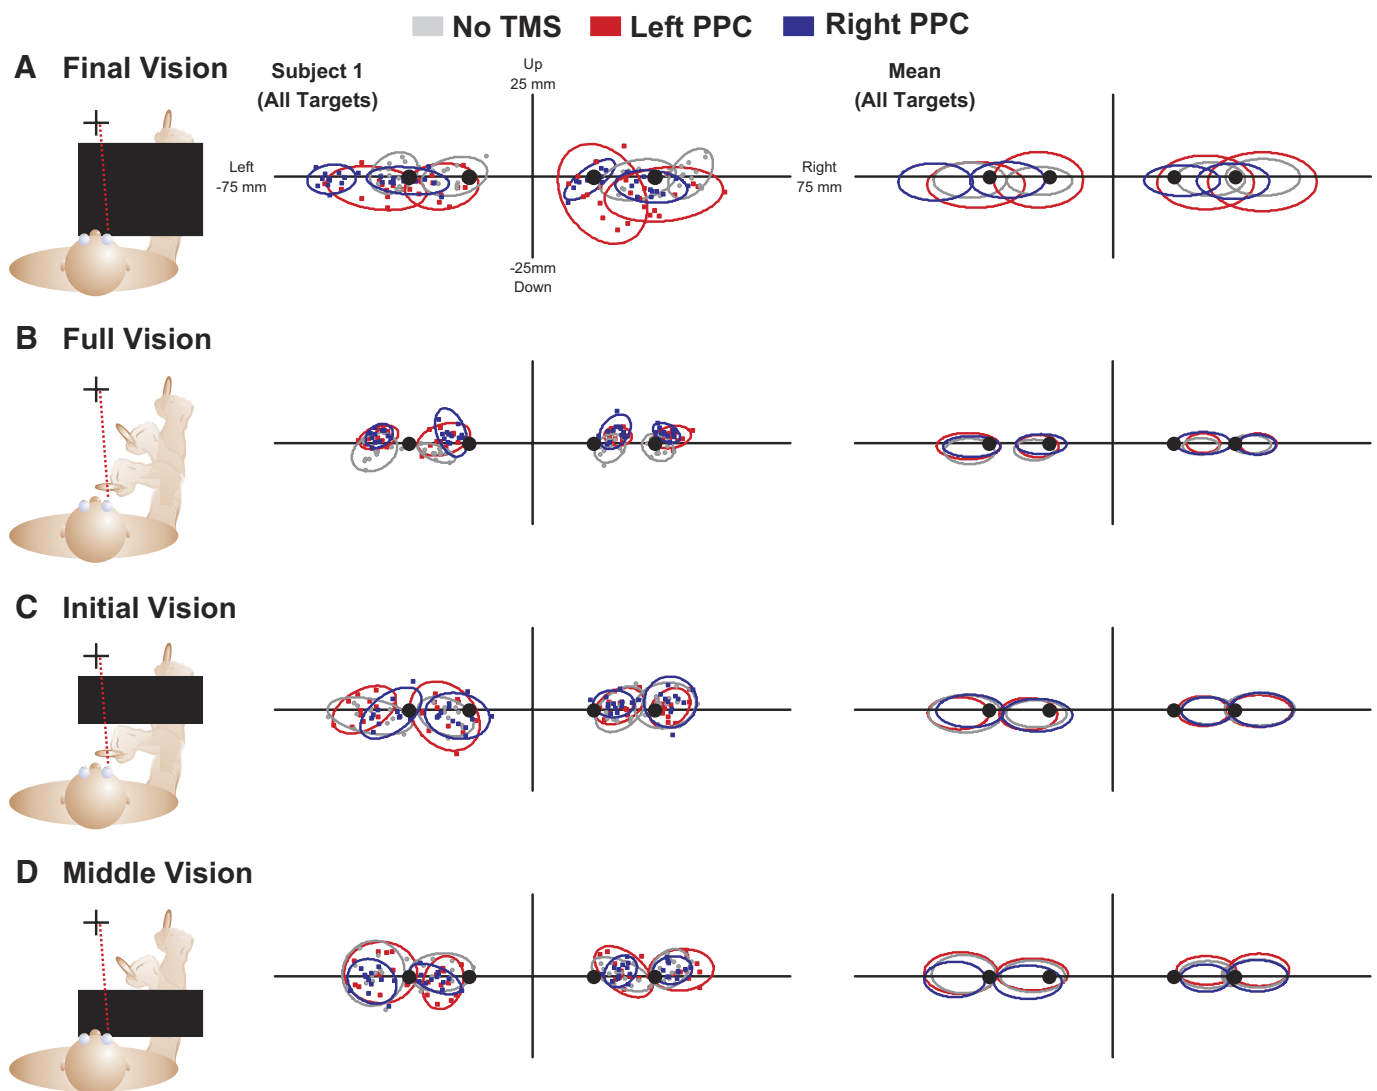 No TMS Left PPC Right PPC
A Final Vision
Subject 1
(All Targets)
Up
25 mm
Mean
(All Targets)
Left
-75 mm
Right
75 mm
-25mm
Down
B Full Vision
C Initial Vision
D Middle Vision